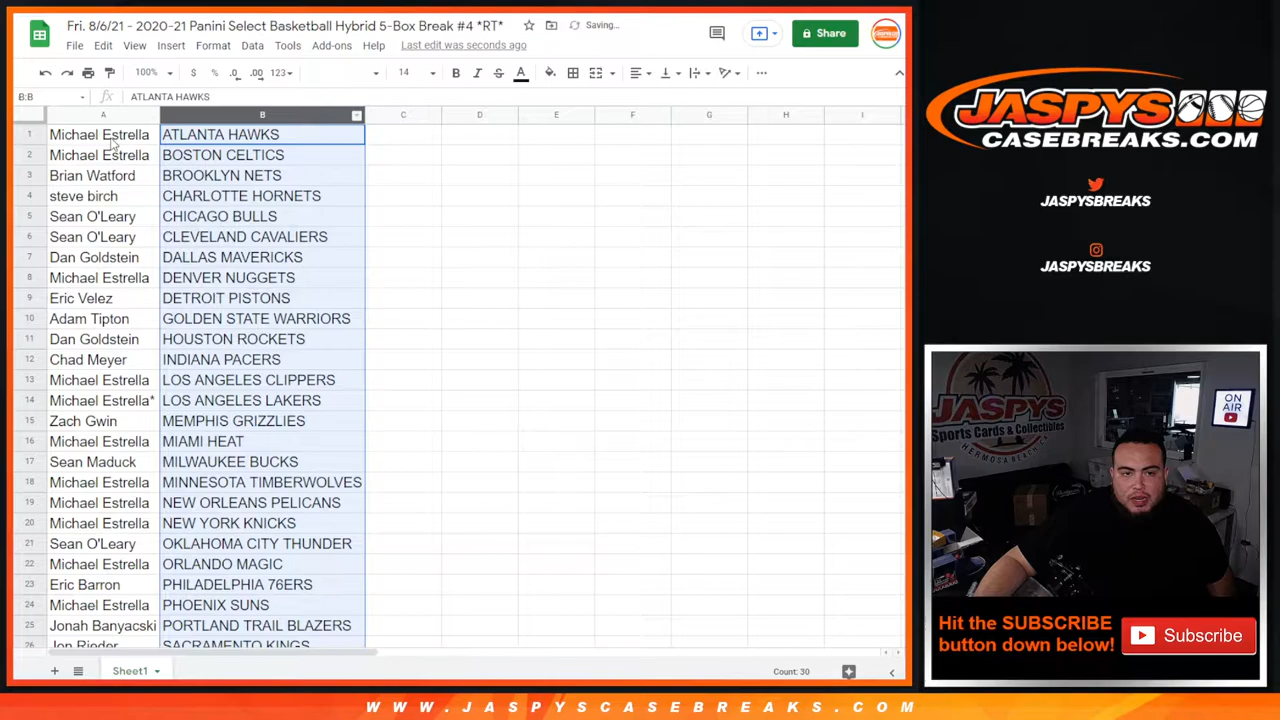 Fri. 8/6/21 - 2020-21 Panini Select Basketball Hybrid 5-Box Break #4 *RT*
Saving...
File Edit View Insert Format Data Tools Add-ons Help Last edit was seconds ago
Share
100% $ % .0 .00 123 14 B I S A
B:B fx ATLANTA HAWKS
A B C D E F G H I
1 Michael Estrella ATLANTA HAWKS
2 Michael Estrella BOSTON CELTICS
3 Brian Watford BROOKLYN NETS
4 steve birch CHARLOTTE HORNETS
5 Sean O'Leary CHICAGO BULLS
6 Sean O'Leary CLEVELAND CAVALIERS
7 Dan Goldstein DALLAS MAVERICKS
8 Michael Estrella DENVER NUGGETS
9 Eric Velez DETROIT PISTONS
10 Adam Tipton GOLDEN STATE WARRIORS
11 Dan Goldstein HOUSTON ROCKETS
12 Chad Meyer INDIANA PACERS
13 Michael Estrella LOS ANGELES CLIPPERS
14 Michael Estrella* LOS ANGELES LAKERS
15 Zach Gwin MEMPHIS GRIZZLIES
16 Michael Estrella MIAMI HEAT
17 Sean Maduck MILWAUKEE BUCKS
18 Michael Estrella MINNESOTA TIMBERWOLVES
19 Michael Estrella NEW ORLEANS PELICANS
20 Michael Estrella NEW YORK KNICKS
21 Sean O'Leary OKLAHOMA CITY THUNDER
22 Michael Estrella ORLANDO MAGIC
23 Eric Barron PHILADELPHIA 76ERS
24 Michael Estrella PHOENIX SUNS
25 Jonah Banyacski PORTLAND TRAIL BLAZERS
26 Jon Rieder SACRAMENTO KINGS
Sheet1
Count: 30
JASPYS
CASEBREAKS.COM
JASPYSBREAKS
JASPYSBREAKS
JASPYS
Sports Cards & Collectibles
HERMOSA BEACH CA
ON
AIR
Hit the SUBSCRIBE
button down below!
Subscribe
WWW.JASPYSCASEBREAKS.COM